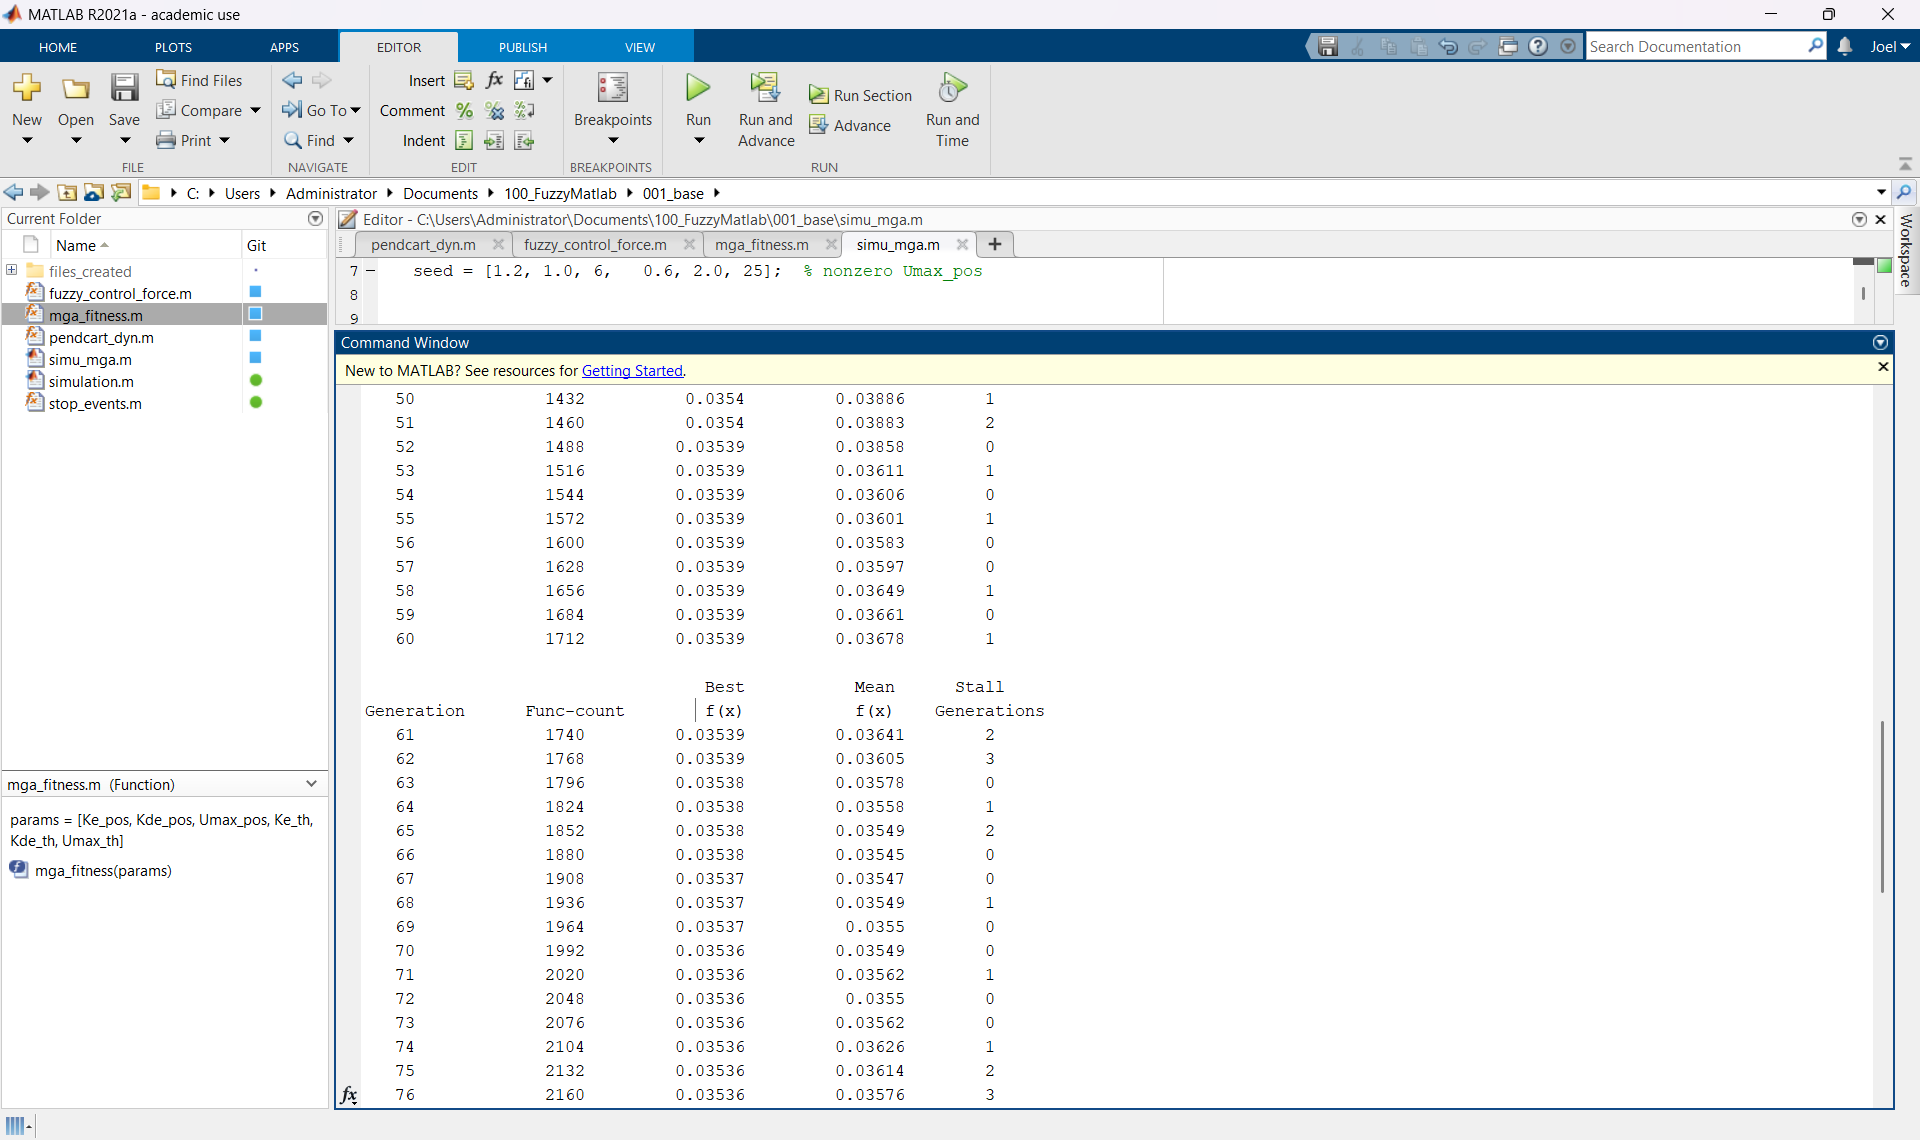 MATLAB R2021a - academic use
HOME PLOTS APPS EDITOR PUBLISH VIEW
Search Documentation
Joel
New
Open
Save
Find Files
Compare
Print
FILE
Go To
Find
NAVIGATE
Insert fx
Comment
Indent
EDIT
Breakpoints
BREAKPOINTS
Run
Run and
Advance
Run Section
Advance
Run and
Time
RUN
C: Users Administrator Documents 100_FuzzyMatlab 001_base
Current Folder
Name Git
files_created
fuzzy_control_force.m
mga_fitness.m
pendcart_dyn.m
simu_mga.m
simulation.m
stop_events.m
mga_fitness.m (Function)
params = [Ke_pos, Kde_pos, Umax_pos, Ke_th,
Kde_th, Umax_th]
mga_fitness(params)
Editor - C:\Users\Administrator\Documents\100_FuzzyMatlab\001_base\simu_mga.m
pendcart_dyn.m fuzzy_control_force.m mga_fitness.m simu_mga.m
7 – seed = [1.2, 1.0, 6, 0.6, 2.0, 25]; % nonzero Umax_pos
8
9
Workspace
Command Window
New to MATLAB? See resources for Getting Started.
50 1432 0.0354 0.03886 1
51 1460 0.0354 0.03883 2
52 1488 0.03539 0.03858 0
53 1516 0.03539 0.03611 1
54 1544 0.03539 0.03606 0
55 1572 0.03539 0.03601 1
56 1600 0.03539 0.03583 0
57 1628 0.03539 0.03597 0
58 1656 0.03539 0.03649 1
59 1684 0.03539 0.03661 0
60 1712 0.03539 0.03678 1
Best Mean Stall
Generation Func-count f(x) f(x) Generations
61 1740 0.03539 0.03641 2
62 1768 0.03539 0.03605 3
63 1796 0.03538 0.03578 0
64 1824 0.03538 0.03558 1
65 1852 0.03538 0.03549 2
66 1880 0.03538 0.03545 0
67 1908 0.03537 0.03547 0
68 1936 0.03537 0.03549 1
69 1964 0.03537 0.0355 0
70 1992 0.03536 0.03549 0
71 2020 0.03536 0.03562 1
72 2048 0.03536 0.0355 0
73 2076 0.03536 0.03562 0
74 2104 0.03536 0.03626 1
75 2132 0.03536 0.03614 2
fx 76 2160 0.03536 0.03576 3